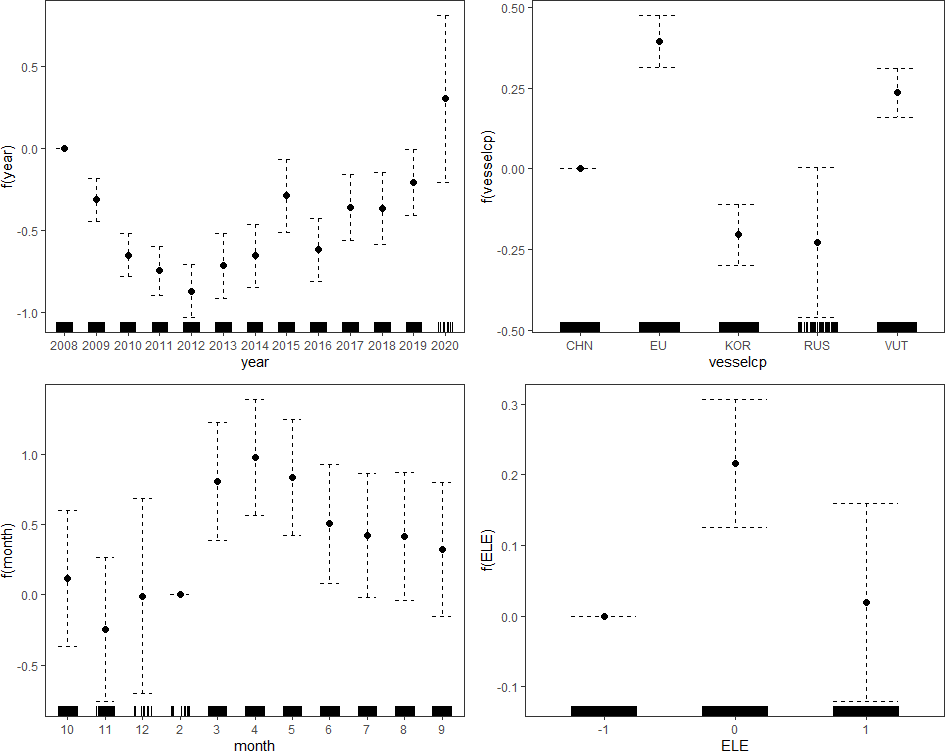 f(year)
0.5
0.0
-0.5
-1.0
2008 2009 2010 2011 2012 2013 2014 2015 2016 2017 2018 2019 2020
year
f(vesselcp)
0.50
0.25
0.00
-0.25
-0.50
CHN EU KOR RUS VUT
vesselcp
f(month)
1.0
0.5
0.0
-0.5
10 11 12 2 3 4 5 6 7 8 9
month
f(ELE)
0.3
0.2
0.1
0.0
-0.1
-1 0 1
ELE